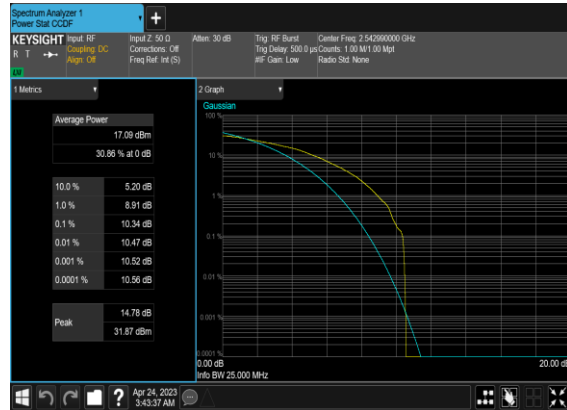 Spectrum Analyzer 1
Power Stat CCDF
KEYSIGHT
R T
Input: RF
Coupling: DC
Align: Off
Input Z: 50 Ω
Corrections: Off
Freq Ref: Int (S)
Atten: 30 dB
Trig: RF Burst
Trig Delay: 500.0 µs
#IF Gain: Low
Center Freq: 2.542990000 GHz
Counts: 1.00 M/1.00 Mpt
Radio Std: None
1 Metrics
Average Power
17.09 dBm
30.86 % at 0 dB
10.0 % 5.20 dB
1.0 % 8.91 dB
0.1 % 10.34 dB
0.01 % 10.47 dB
0.001 % 10.52 dB
0.0001 % 10.56 dB
Peak
14.78 dB
31.87 dBm
2 Graph
Gaussian
100 %
10 %
1 %
0.1 %
0.01 %
0.001 %
0.0001 %
0.00 dB
20.00 dB
Info BW 25.000 MHz
?
Apr 24, 2023
3:43:37 AM